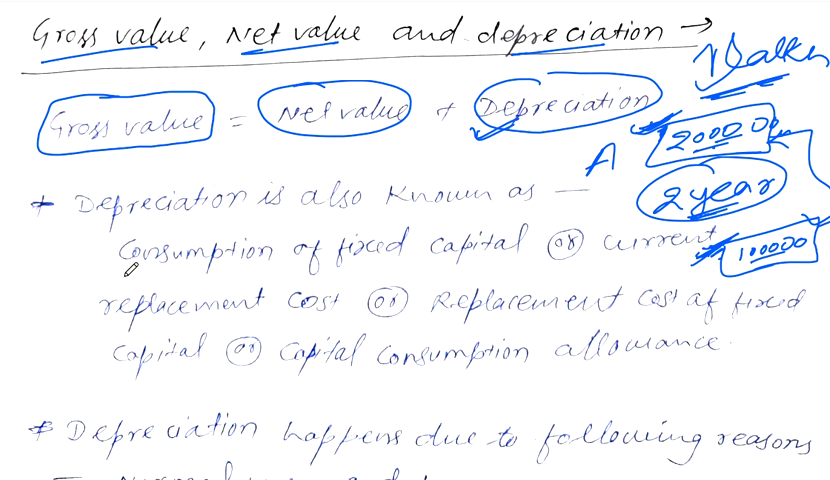 Gross value, Net value and depreciation →
Gross value = Net value + Depreciation
A
200000
2 year
100000
+ Depreciation is also known as —
Consumption of fixed capital (or) current
replacement cost (or) Replacement cost of fixed
capital (or) capital consumption allowance.
* Depreciation happens due to following reasons